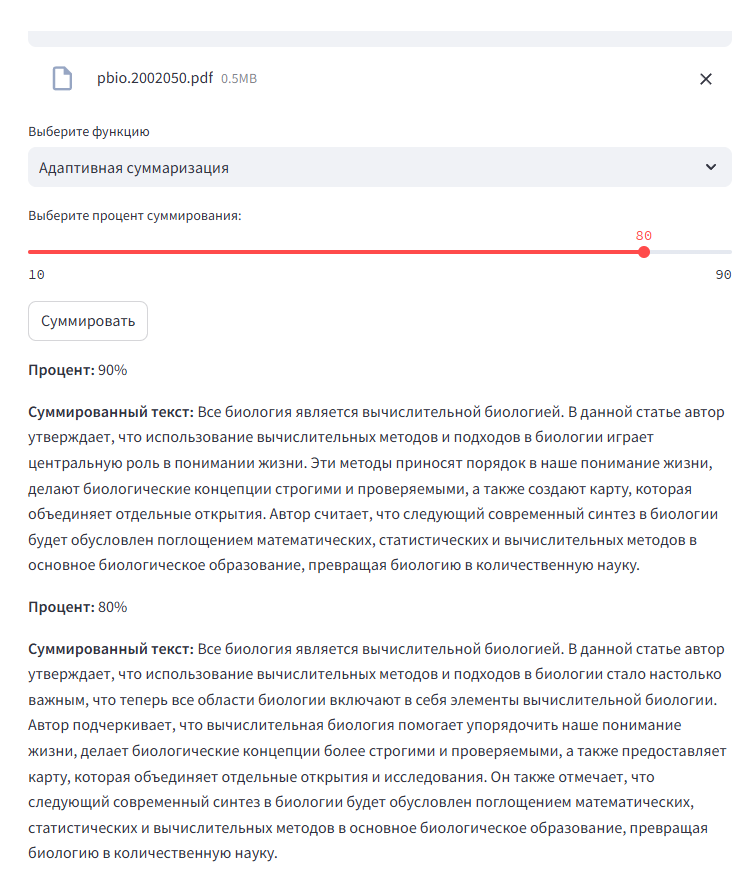 pbio.2002050.pdf 0.5MB
Выберите функцию
Адаптивная суммаризация
Выберите процент суммирования:
80
10 90
Суммировать
Процент: 90%
Суммированный текст: Все биология является вычислительной биологией. В данной статье автор
утверждает, что использование вычислительных методов и подходов в биологии играет
центральную роль в понимании жизни. Эти методы приносят порядок в наше понимание жизни,
делают биологические концепции строгими и проверяемыми, а также создают карту, которая
объединяет отдельные открытия. Автор считает, что следующий современный синтез в биологии
будет обусловлен поглощением математических, статистических и вычислительных методов в
основное биологическое образование, превращая биологию в количественную науку.
Процент: 80%
Суммированный текст: Все биология является вычислительной биологией. В данной статье автор
утверждает, что использование вычислительных методов и подходов в биологии стало настолько
важным, что теперь все области биологии включают в себя элементы вычислительной биологии.
Автор подчеркивает, что вычислительная биология помогает упорядочить наше понимание
жизни, делает биологические концепции более строгими и проверяемыми, а также предоставляет
карту, которая объединяет отдельные открытия и исследования. Он также отмечает, что
следующий современный синтез в биологии будет обусловлен поглощением математических,
статистических и вычислительных методов в основное биологическое образование, превращая
биологию в количественную науку.